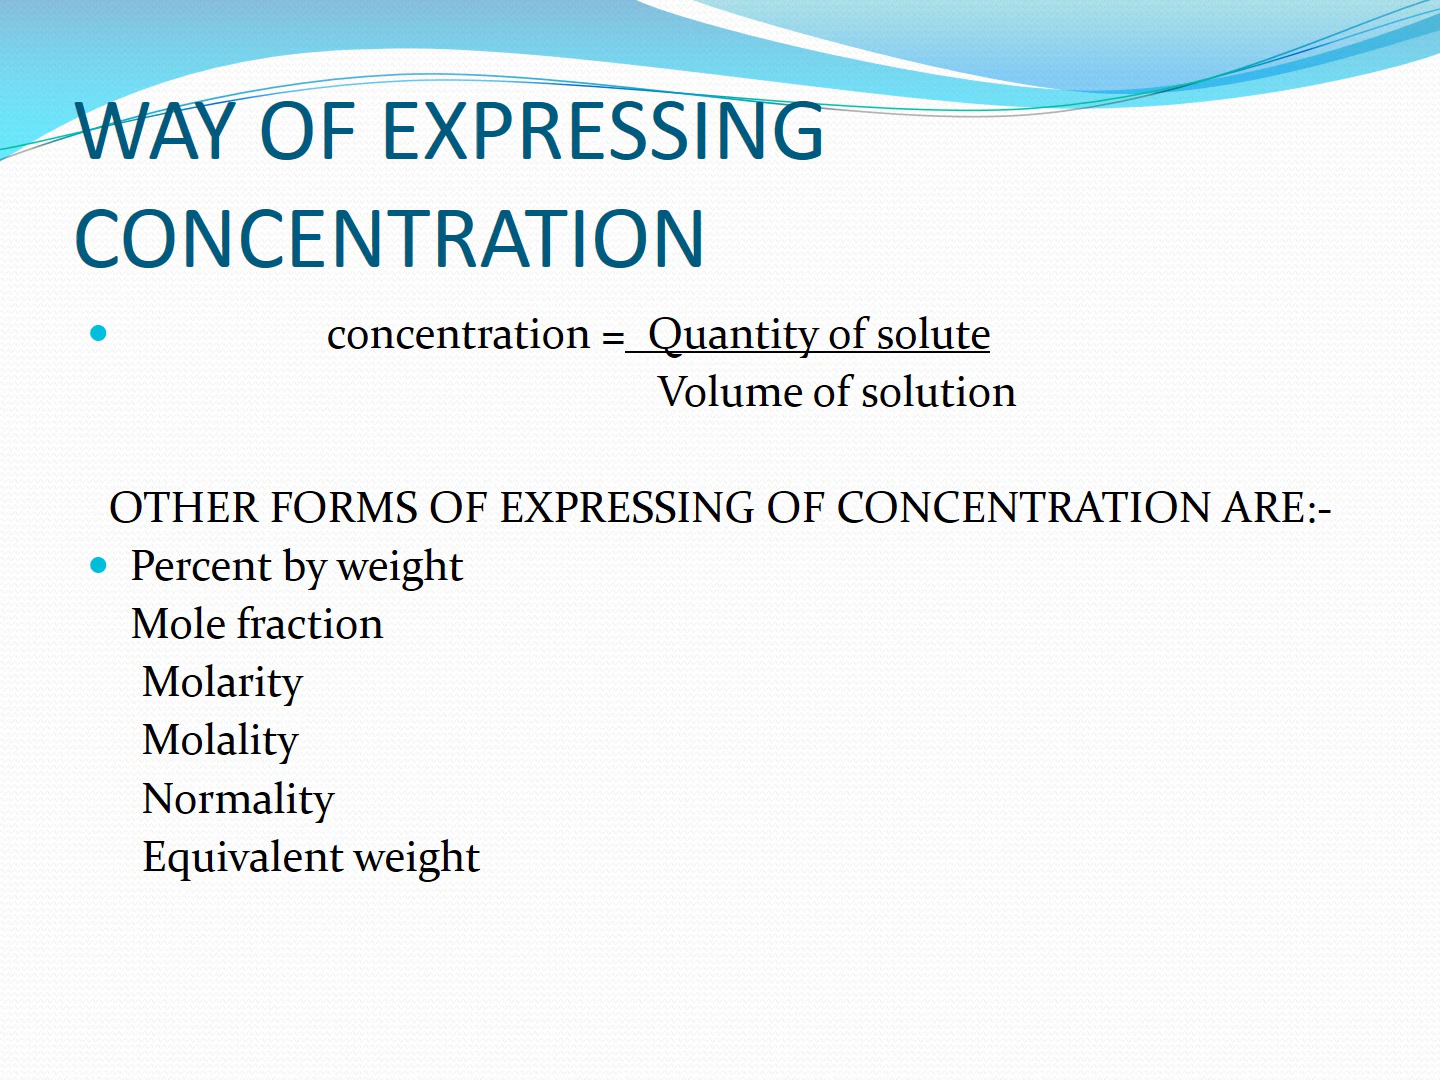 WAY OF EXPRESSING
CONCENTRATION
concentration = Quantity of solute
Volume of solution
OTHER FORMS OF EXPRESSING OF CONCENTRATION ARE:-
Percent by weight
Mole fraction
Molarity
Molality
Normality
Equivalent weight